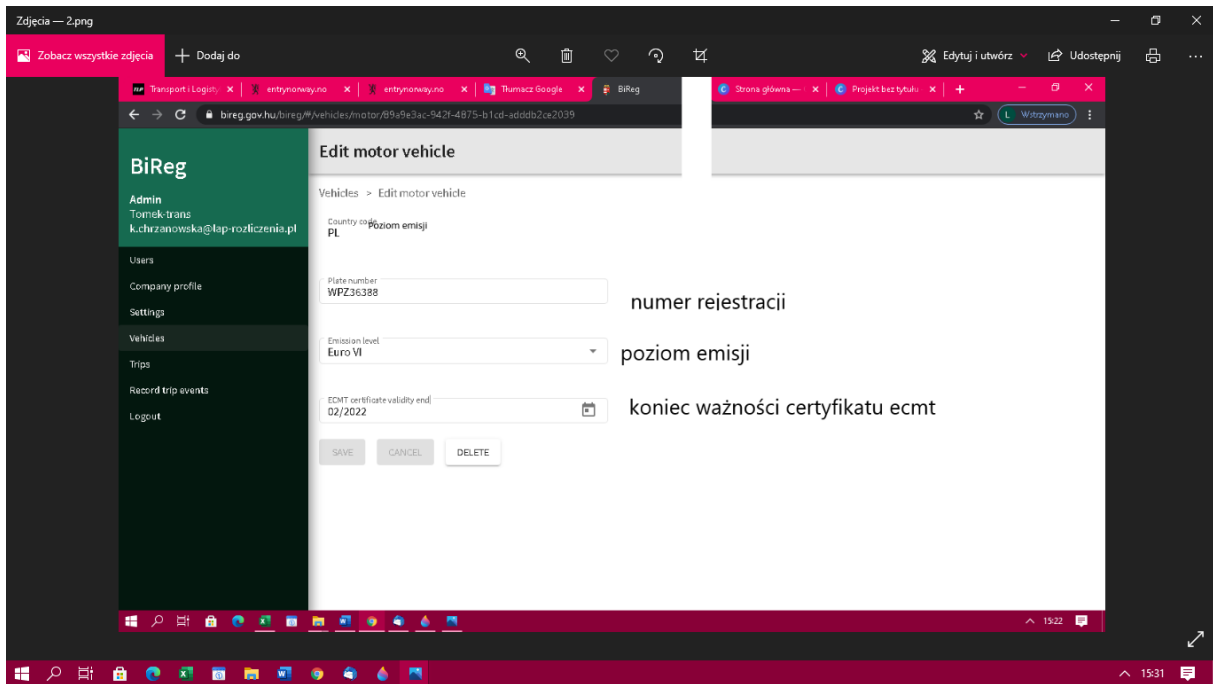 Zdjęcia — 2.png
Zobacz wszystkie zdjęcia
Dodaj do
Edytuj i utwórz
Udostępnij
Transport i Logisty
entrynorway.no
entrynorway.no
Tłumacz Google
BiReg
Strona główna —
Projekt bez tytułu
bireg.gov.hu/bireg/#/vehicles/motor/89a9e3ac-942f-4875-b1cd-adddb2ce2039
L Wstrzymano
BiReg
Admin
Tomek-trans
k.chrzanowska@lap-rozliczenia.pl
Users
Company profile
Settings
Vehicles
Trips
Record trip events
Logout
Edit motor vehicle
Vehicles > Edit motor vehicle
Country code
Poziom emisji
PL
Plate number
WPZ36388
numer rejestracji
Emission level
Euro VI
poziom emisji
ECMT certificate validity end
02/2022
koniec ważności certyfikatu ecmt
SAVE
CANCEL
DELETE
15:22
15:31